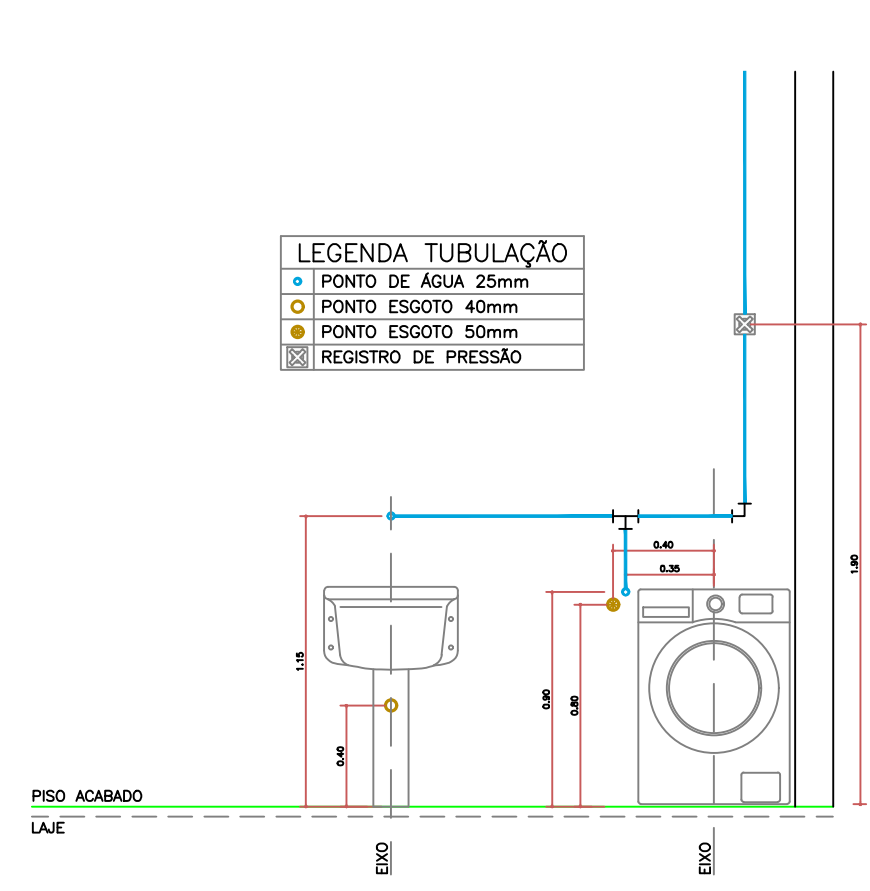 LEGENDA TUBULAÇÃO
PONTO DE ÁGUA 25mm
PONTO ESGOTO 40mm
PONTO ESGOTO 50mm
REGISTRO DE PRESSÃO
0.40
0.35
1.90
1.15
0.90
0.80
0.40
PISO ACABADO
LAJE
EIXO
EIXO